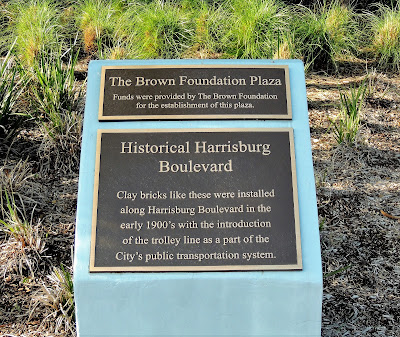 The Brown Foundation Plaza
Funds were provided by The Brown Foundation
for the establishment of this plaza.
Historical Harrisburg
Boulevard
Clay bricks like these were installed
along Harrisburg Boulevard in the
early 1900's with the introduction
of the trolley line as a part of the
City's public transportation system.